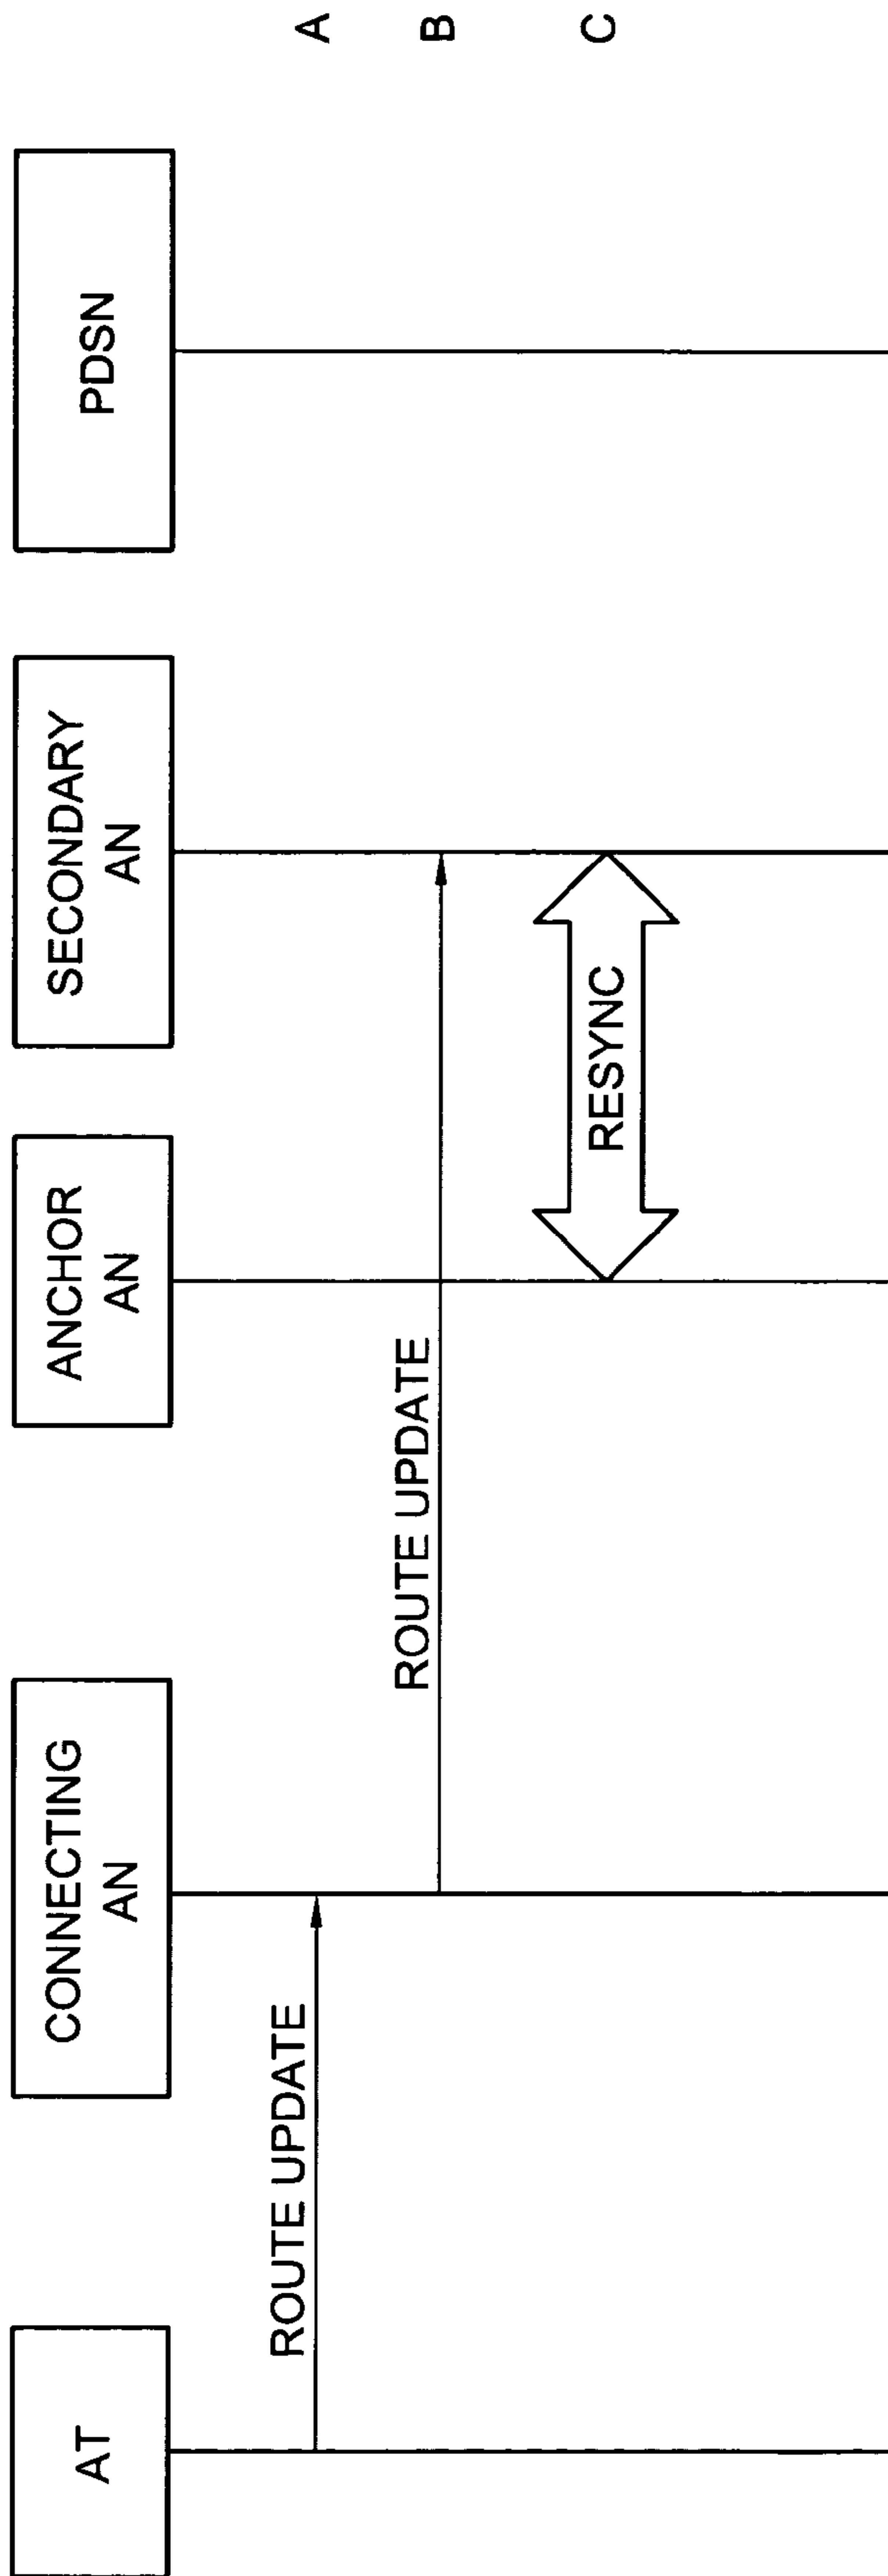 AT
CONNECTING
AN
ANCHOR
AN
SECONDARY
AN
PDSN
ROUTE UPDATE
A
ROUTE UPDATE
B
RESYNC
C